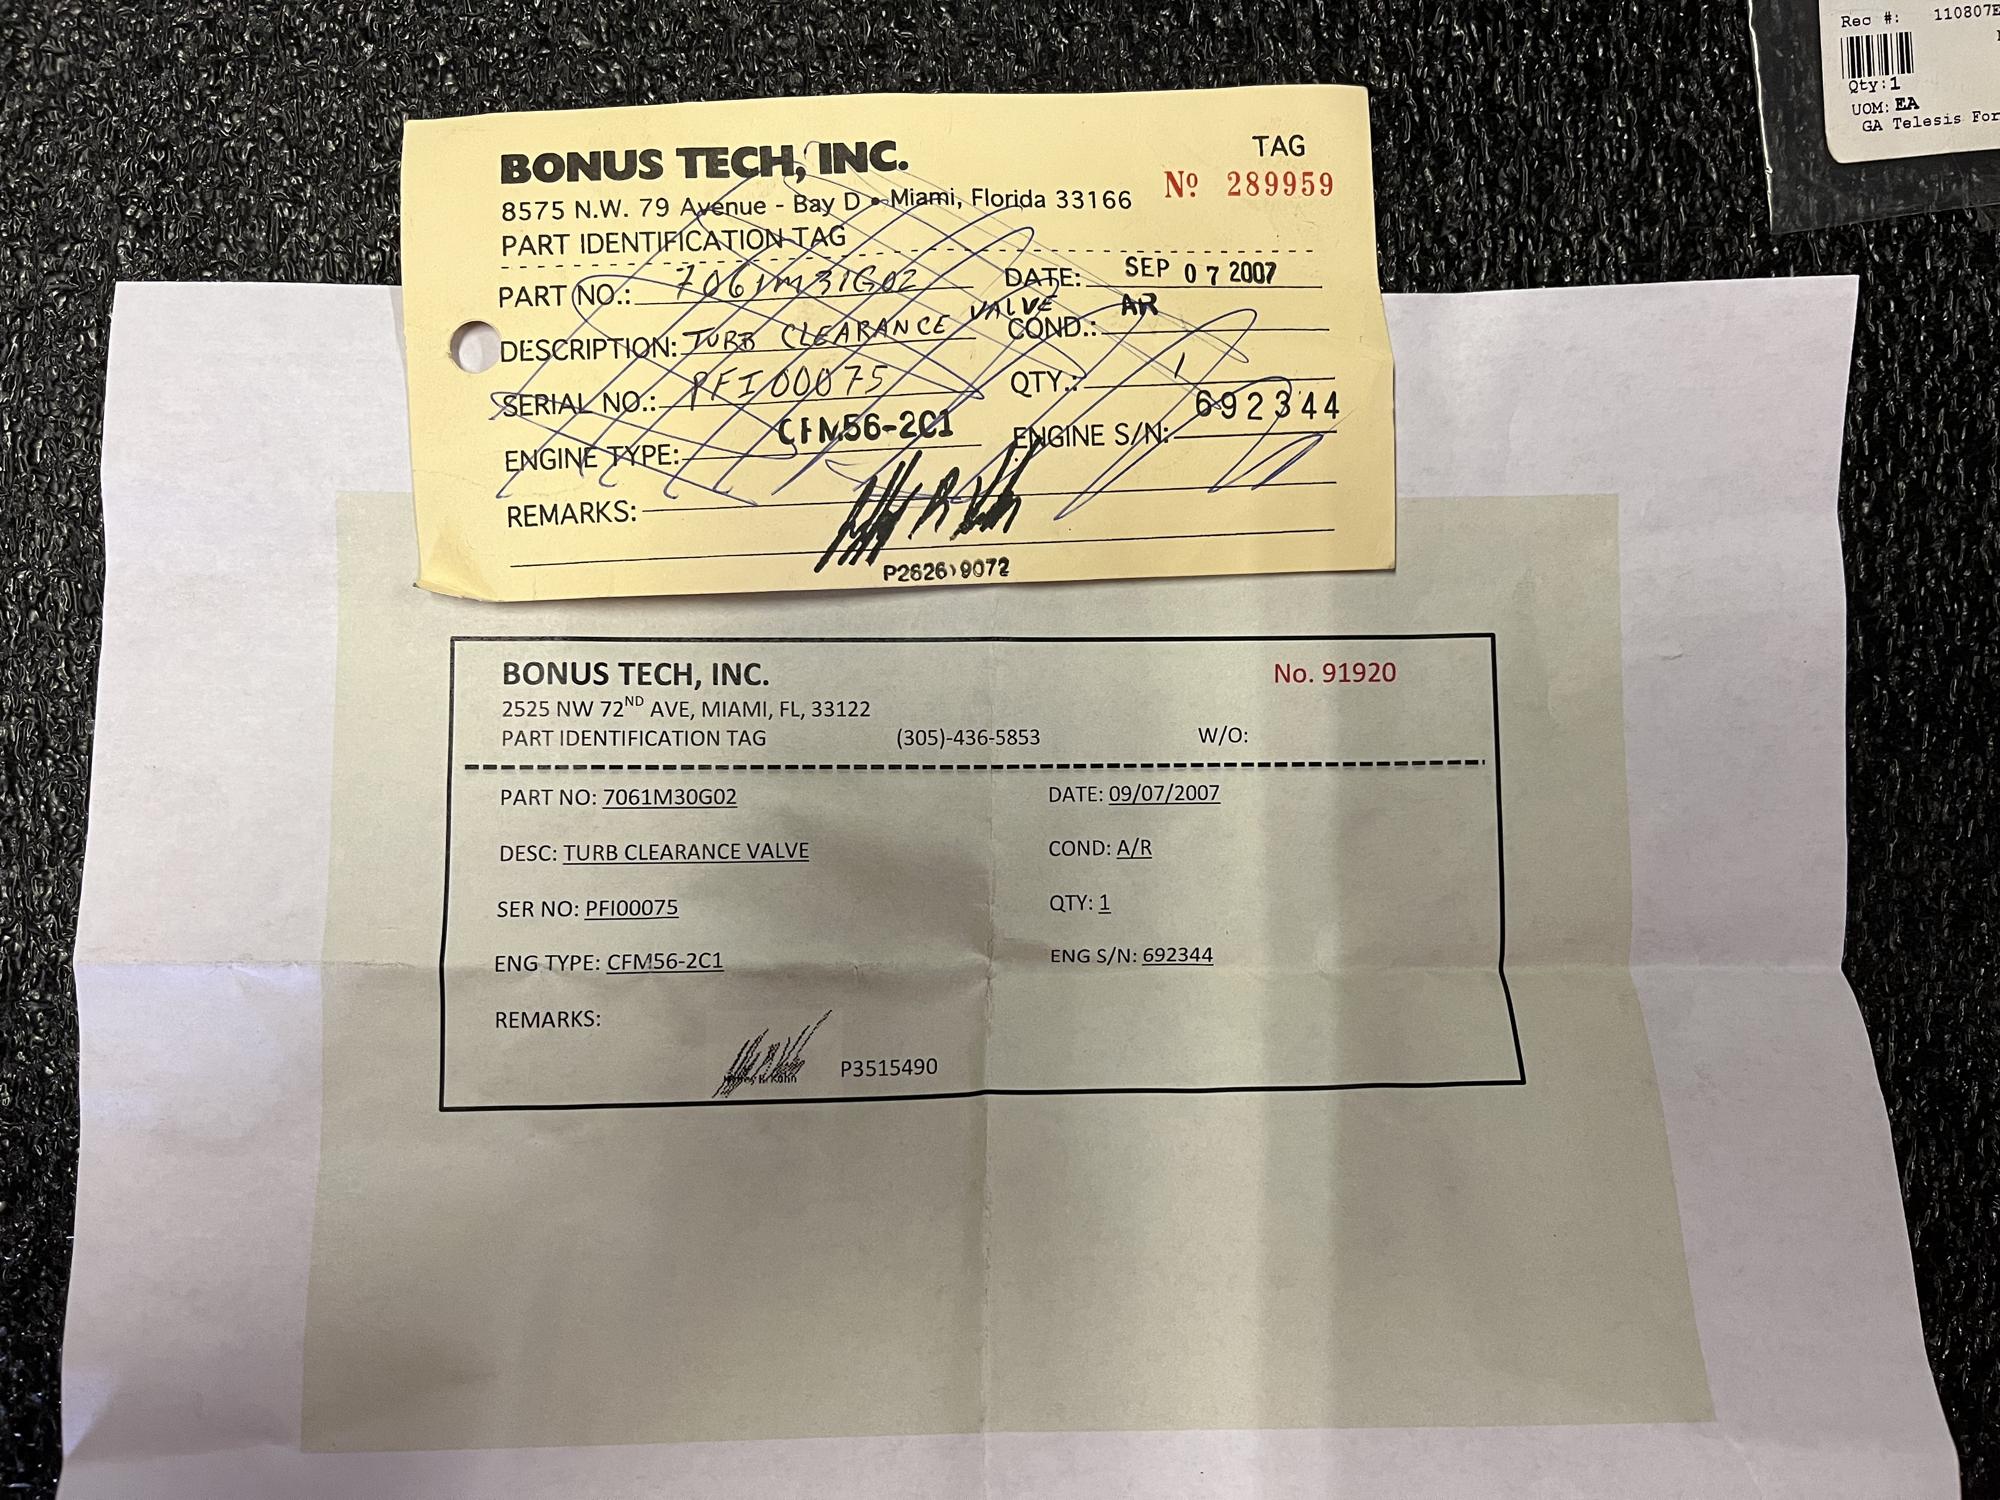 Rec #: 110807E
Qty:1
UOM: EA
GA Telesis For
BONUS TECH, INC.
TAG
8575 N.W. 79 Avenue - Bay D • Miami, Florida 33166
Nº 289959
PART IDENTIFICATION TAG
PART NO.: 7061M31G02 DATE: SEP 07 2007
DESCRIPTION: TURB CLEARANCE VALVE COND.: AR
SERIAL NO.: PFI00075 QTY.: 1
ENGINE TYPE: CFM56-2C1 ENGINE S/N: 692344
REMARKS:
BONUS TECH, INC. No. 91920
2525 NW 72ND AVE, MIAMI, FL, 33122
PART IDENTIFICATION TAG (305)-436-5853 W/O:
PART NO: 7061M30G02 DATE: 09/07/2007
DESC: TURB CLEARANCE VALVE COND: A/R
SER NO: PFI00075 QTY: 1
ENG TYPE: CFM56-2C1 ENG S/N: 692344
REMARKS:
P3515490